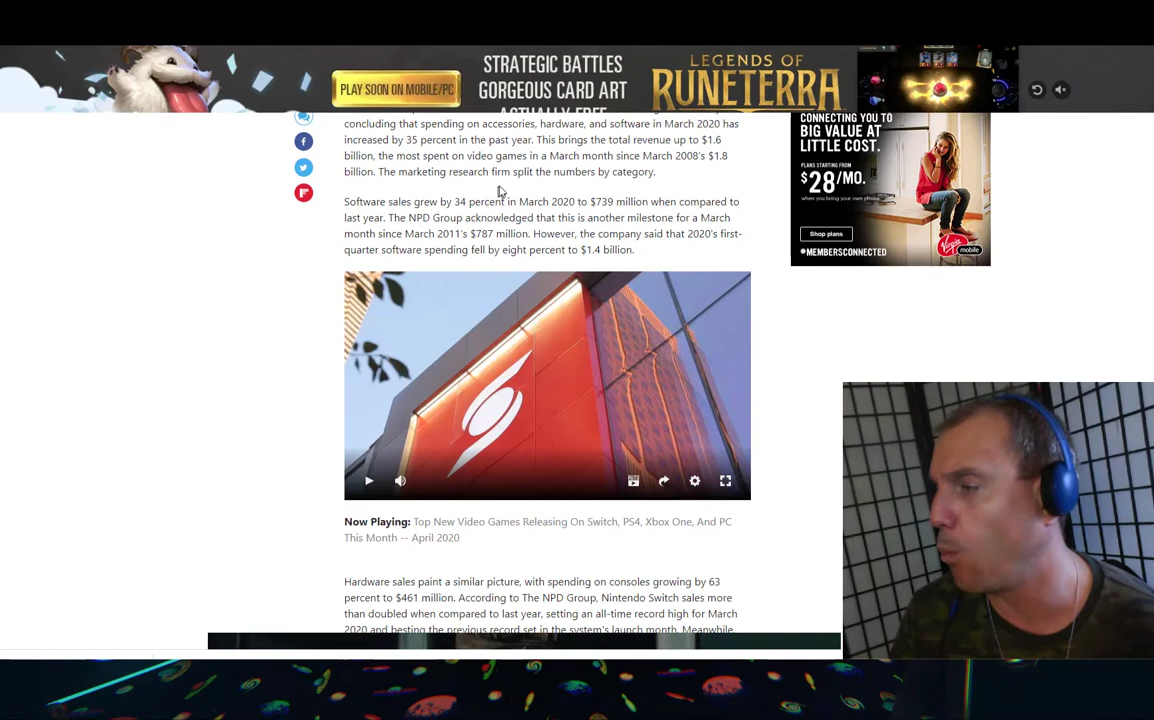 STRATEGIC BATTLES
GORGEOUS CARD ART
ACTUALLY FREE
PLAY SOON ON MOBILE/PC
LEGENDS OF
RUNETERRA
concluding that spending on accessories, hardware, and software in March 2020 has
increased by 35 percent in the past year. This brings the total revenue up to $1.6
billion, the most spent on video games in a March month since March 2008's $1.8
billion. The marketing research firm split the numbers by category.
Software sales grew by 34 percent in March 2020 to $739 million when compared to
last year. The NPD Group acknowledged that this is another milestone for a March
month since March 2011's $787 million. However, the company said that 2020's first-
quarter software spending fell by eight percent to $1.4 billion.
Now Playing: Top New Video Games Releasing On Switch, PS4, Xbox One, And PC
This Month -- April 2020
Hardware sales paint a similar picture, with spending on consoles growing by 63
percent to $461 million. According to The NPD Group, Nintendo Switch sales more
than doubled when compared to last year, setting an all-time record high for March
2020 and besting the previous record set in the system's launch month. Meanwhile,
CONNECTING YOU TO
BIG VALUE AT
LITTLE COST.
PLANS STARTING FROM
$28/MO.
when you bring your own phone.
Shop plans
#MEMBERSCONNECTED
Virgin
mobile